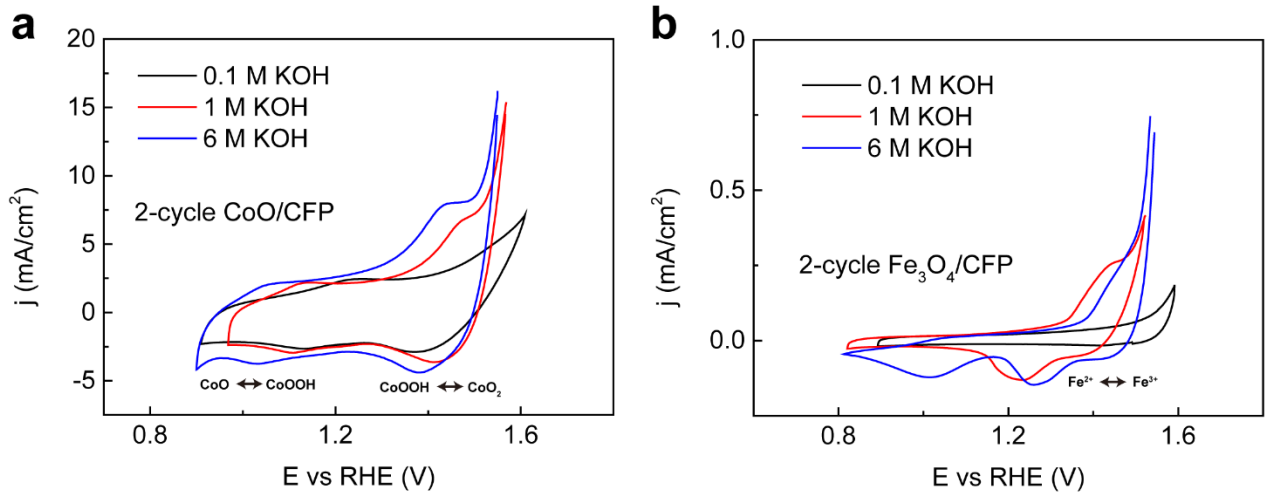 a
20
15
10
5
0
-5
j (mA/cm²)
0.1 M KOH
1 M KOH
6 M KOH
2-cycle CoO/CFP
CoO ↔ CoOOH
CoOOH ↔ CoO₂
0.8
1.2
1.6
E vs RHE (V)
b
1.0
0.5
0.0
j (mA/cm²)
0.1 M KOH
1 M KOH
6 M KOH
2-cycle Fe₃O₄/CFP
Fe²⁺ ↔ Fe³⁺
0.8
1.2
1.6
E vs RHE (V)